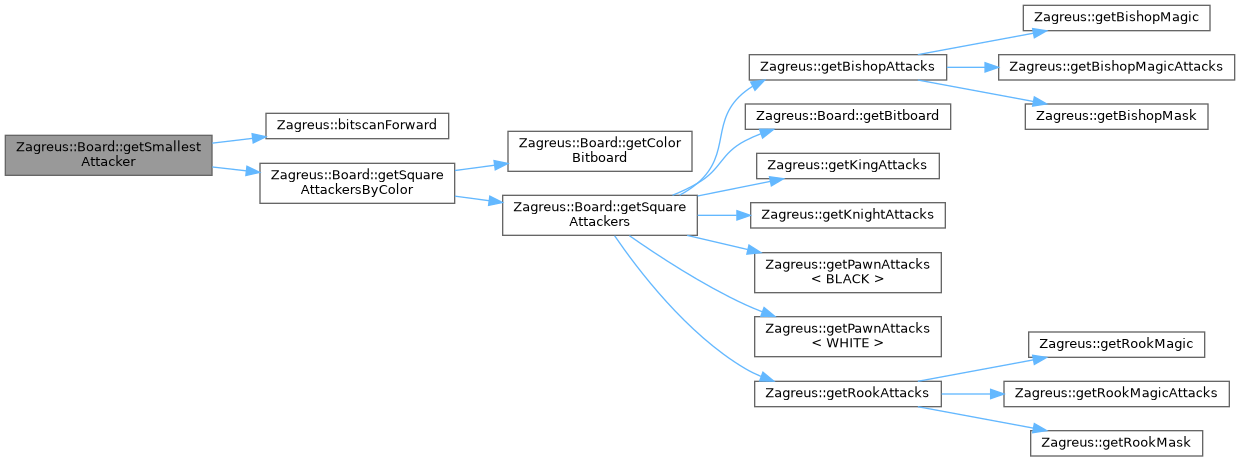 Zagreus::Board::getSmallest
Attacker
Zagreus::bitscanForward
Zagreus::Board::getSquare
AttackersByColor
Zagreus::Board::getColor
Bitboard
Zagreus::Board::getSquare
Attackers
Zagreus::getBishopAttacks
Zagreus::getBishopMagic
Zagreus::getBishopMagicAttacks
Zagreus::getBishopMask
Zagreus::Board::getBitboard
Zagreus::getKingAttacks
Zagreus::getKnightAttacks
Zagreus::getPawnAttacks
< BLACK >
Zagreus::getPawnAttacks
< WHITE >
Zagreus::getRookAttacks
Zagreus::getRookMagic
Zagreus::getRookMagicAttacks
Zagreus::getRookMask